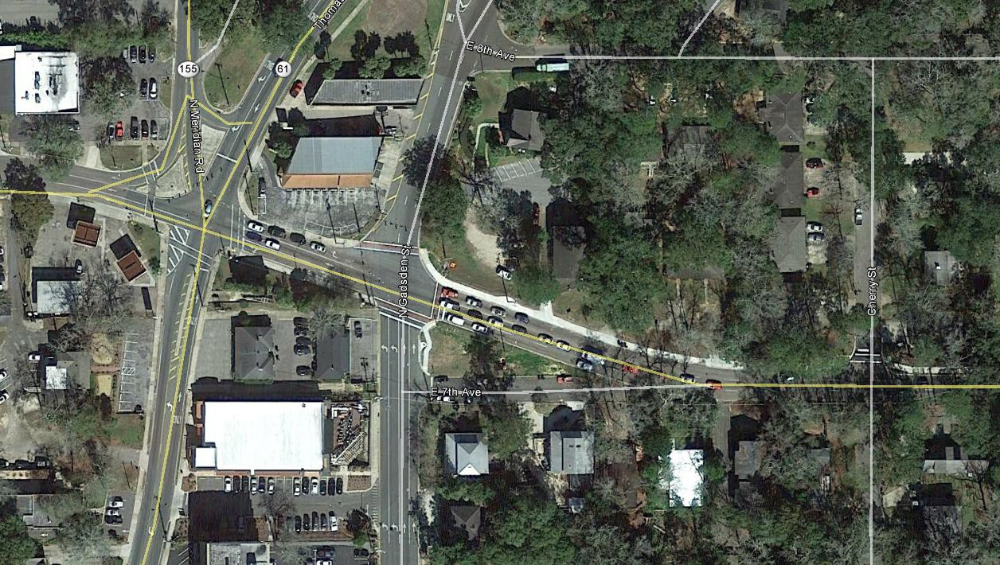 Thomas
E 8th Ave
155
61
N Meridian Rd
N Gadsden St
Cherry St
E 7th Ave